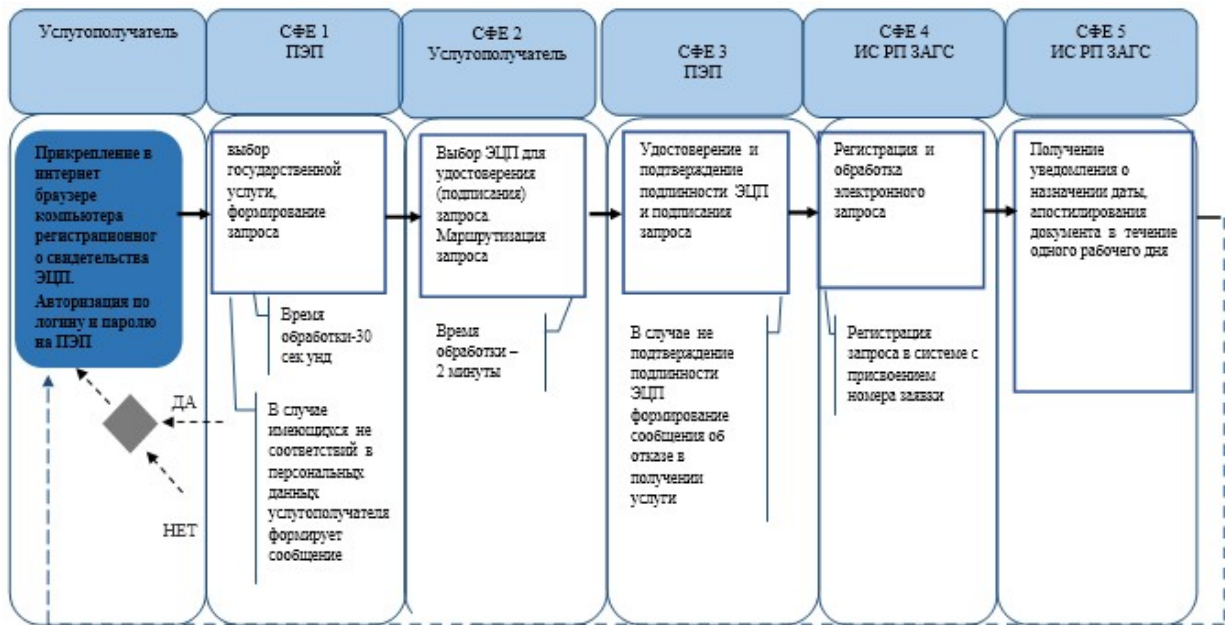 Услугополучатель
СФЕ 1
ПЭП
СФЕ 2
Услугополучатель
СФЕ 3
ПЭП
СФЕ 4
ИС РП ЗАГС
СФЕ 5
ИС РП ЗАГС
Прикрепление в
интернет
браузере
компьютера
регистрационног
о свидетельства
ЭЦП.
Авторизация по
логину и паролю
на ПЭП
выбор
государственной
услуги,
формирование
запроса
Выбор ЭЦП для
удостоверения
(подписания)
запроса.
Маршрутизация
запроса
Удостоверение и
подтверждение
подлинности ЭЦП
и подписания
запроса
Регистрация и
обработка
электронного
запроса
Получение
уведомления о
назначении даты,
апостилирования
документа в течение
одного рабочего дня
Время
обработки-30
сек унд
Время
обработки –
2 минуты
В случае не
подтверждение
подлинности
ЭЦП
формирование
сообщения об
отказе в
получении
услуги
Регистрация
запроса в системе с
присвоением
номера заявки
ДА
В случае
имеющихся не
соответствий в
персональных
данных
услугополучателя
формирует
сообщение
НЕТ